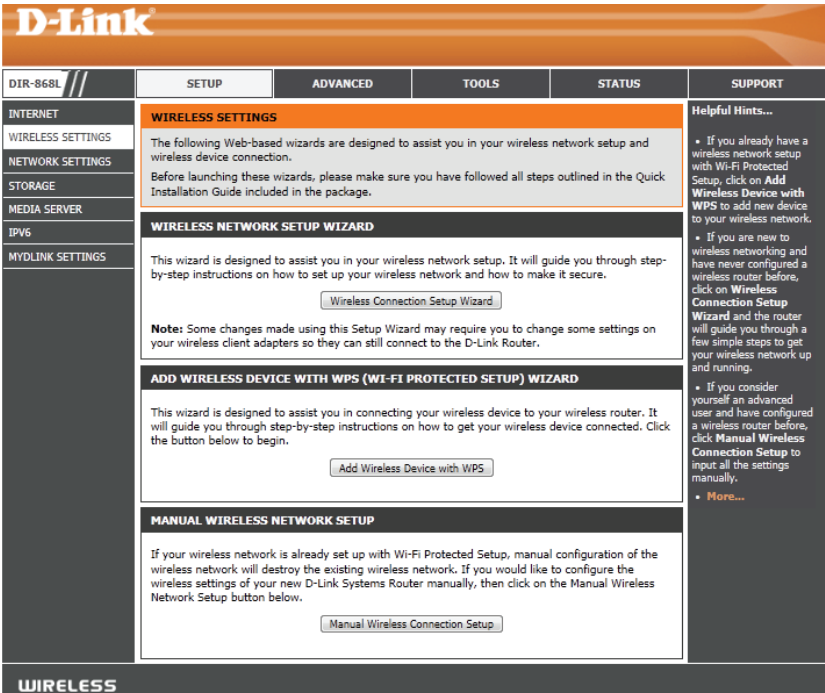 D-Link
DIR-868L
SETUP
ADVANCED
TOOLS
STATUS
SUPPORT
INTERNET
WIRELESS SETTINGS
NETWORK SETTINGS
STORAGE
MEDIA SERVER
IPV6
MYDLINK SETTINGS
WIRELESS SETTINGS
The following Web-based wizards are designed to assist you in your wireless network setup and
wireless device connection.
Before launching these wizards, please make sure you have followed all steps outlined in the Quick
Installation Guide included in the package.
WIRELESS NETWORK SETUP WIZARD
This wizard is designed to assist you in your wireless network setup. It will guide you through step-
by-step instructions on how to set up your wireless network and how to make it secure.
Wireless Connection Setup Wizard
Note: Some changes made using this Setup Wizard may require you to change some settings on
your wireless client adapters so they can still connect to the D-Link Router.
ADD WIRELESS DEVICE WITH WPS (WI-FI PROTECTED SETUP) WIZARD
This wizard is designed to assist you in connecting your wireless device to your wireless router. It
will guide you through step-by-step instructions on how to get your wireless device connected. Click
the button below to begin.
Add Wireless Device with WPS
MANUAL WIRELESS NETWORK SETUP
If your wireless network is already set up with Wi-Fi Protected Setup, manual configuration of the
wireless network will destroy the existing wireless network. If you would like to configure the
wireless settings of your new D-Link Systems Router manually, then click on the Manual Wireless
Network Setup button below.
Manual Wireless Connection Setup
Helpful Hints...
• If you already have a
wireless network setup
with Wi-Fi Protected
Setup, click on Add
Wireless Device with
WPS to add new device
to your wireless network.
• If you are new to
wireless networking and
have never configured a
wireless router before,
click on Wireless
Connection Setup
Wizard and the router
will guide you through a
few simple steps to get
your wireless network up
and running.
• If you consider
yourself an advanced
user and have configured
a wireless router before,
click Manual Wireless
Connection Setup to
input all the settings
manually.
• More...
WIRELESS